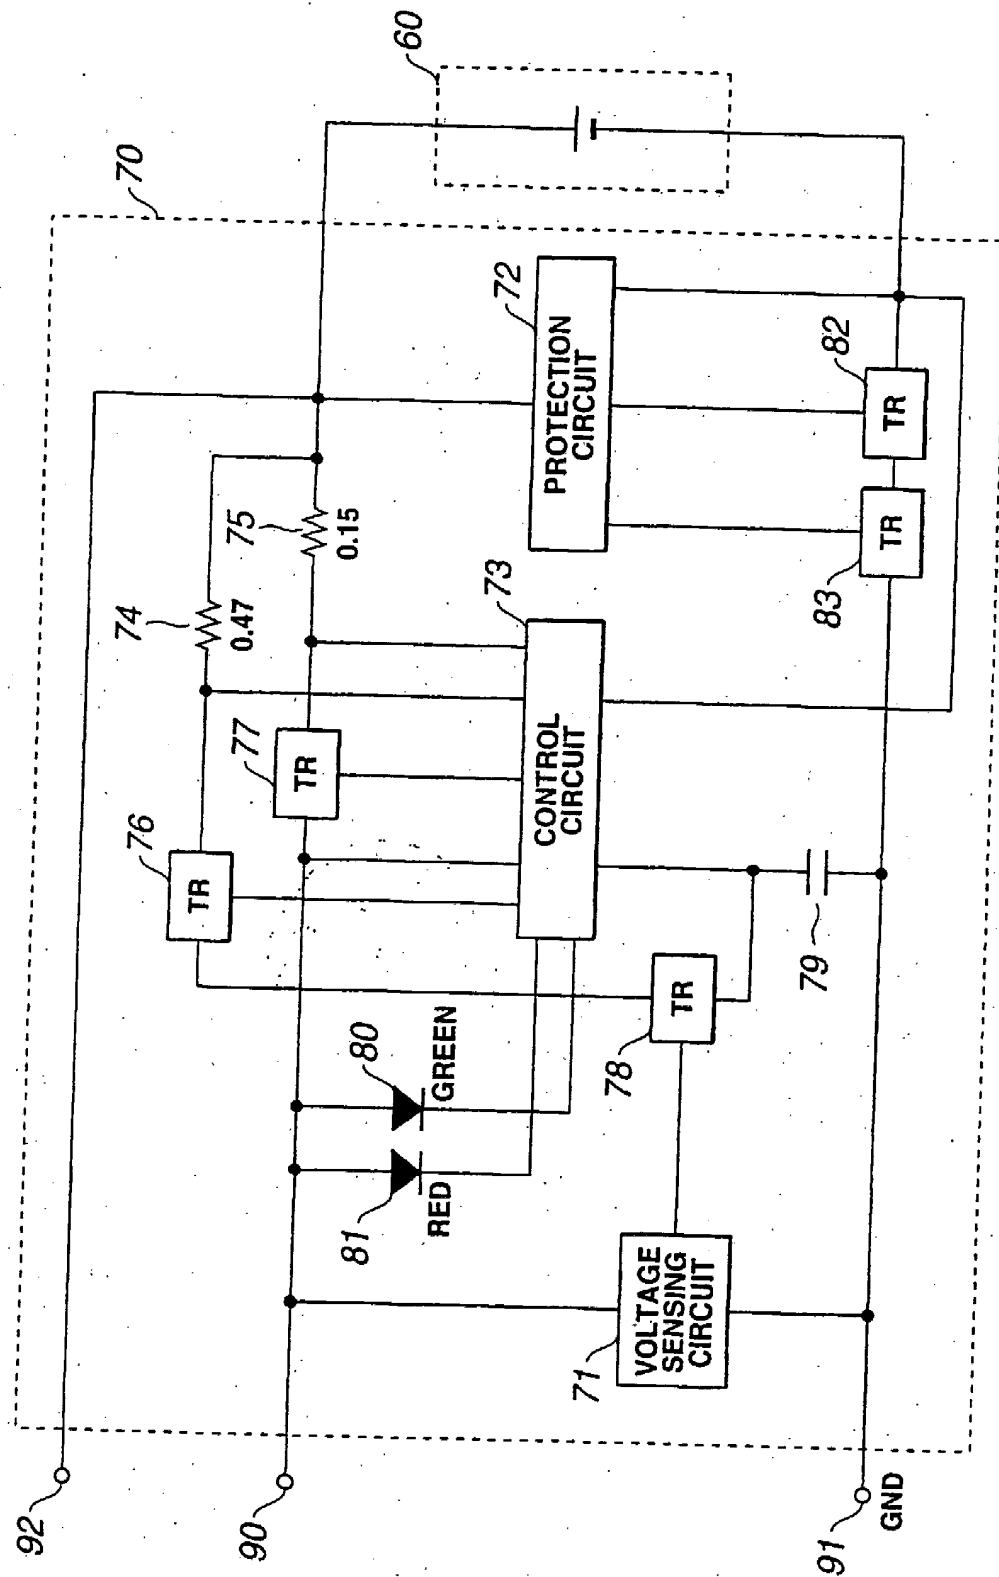 92
90
91
GND
70
60
74
0.47
75
0.15
76
TR
77
TR
81
RED
80
GREEN
73
CONTROL
CIRCUIT
72
PROTECTION
CIRCUIT
71
VOLTAGE
SENSING
CIRCUIT
78
TR
79
83
TR
82
TR